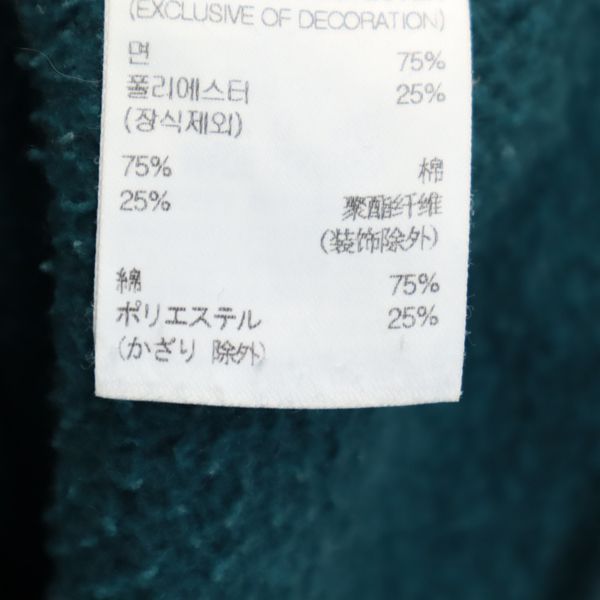 (EXCLUSIVE OF DECORATION)
면 75%
폴리에스터 25%
(장식제외)
75% 棉
25% 聚酯纤维
(装饰除外)
綿 75%
ポリエステル 25%
(かざり 除外)